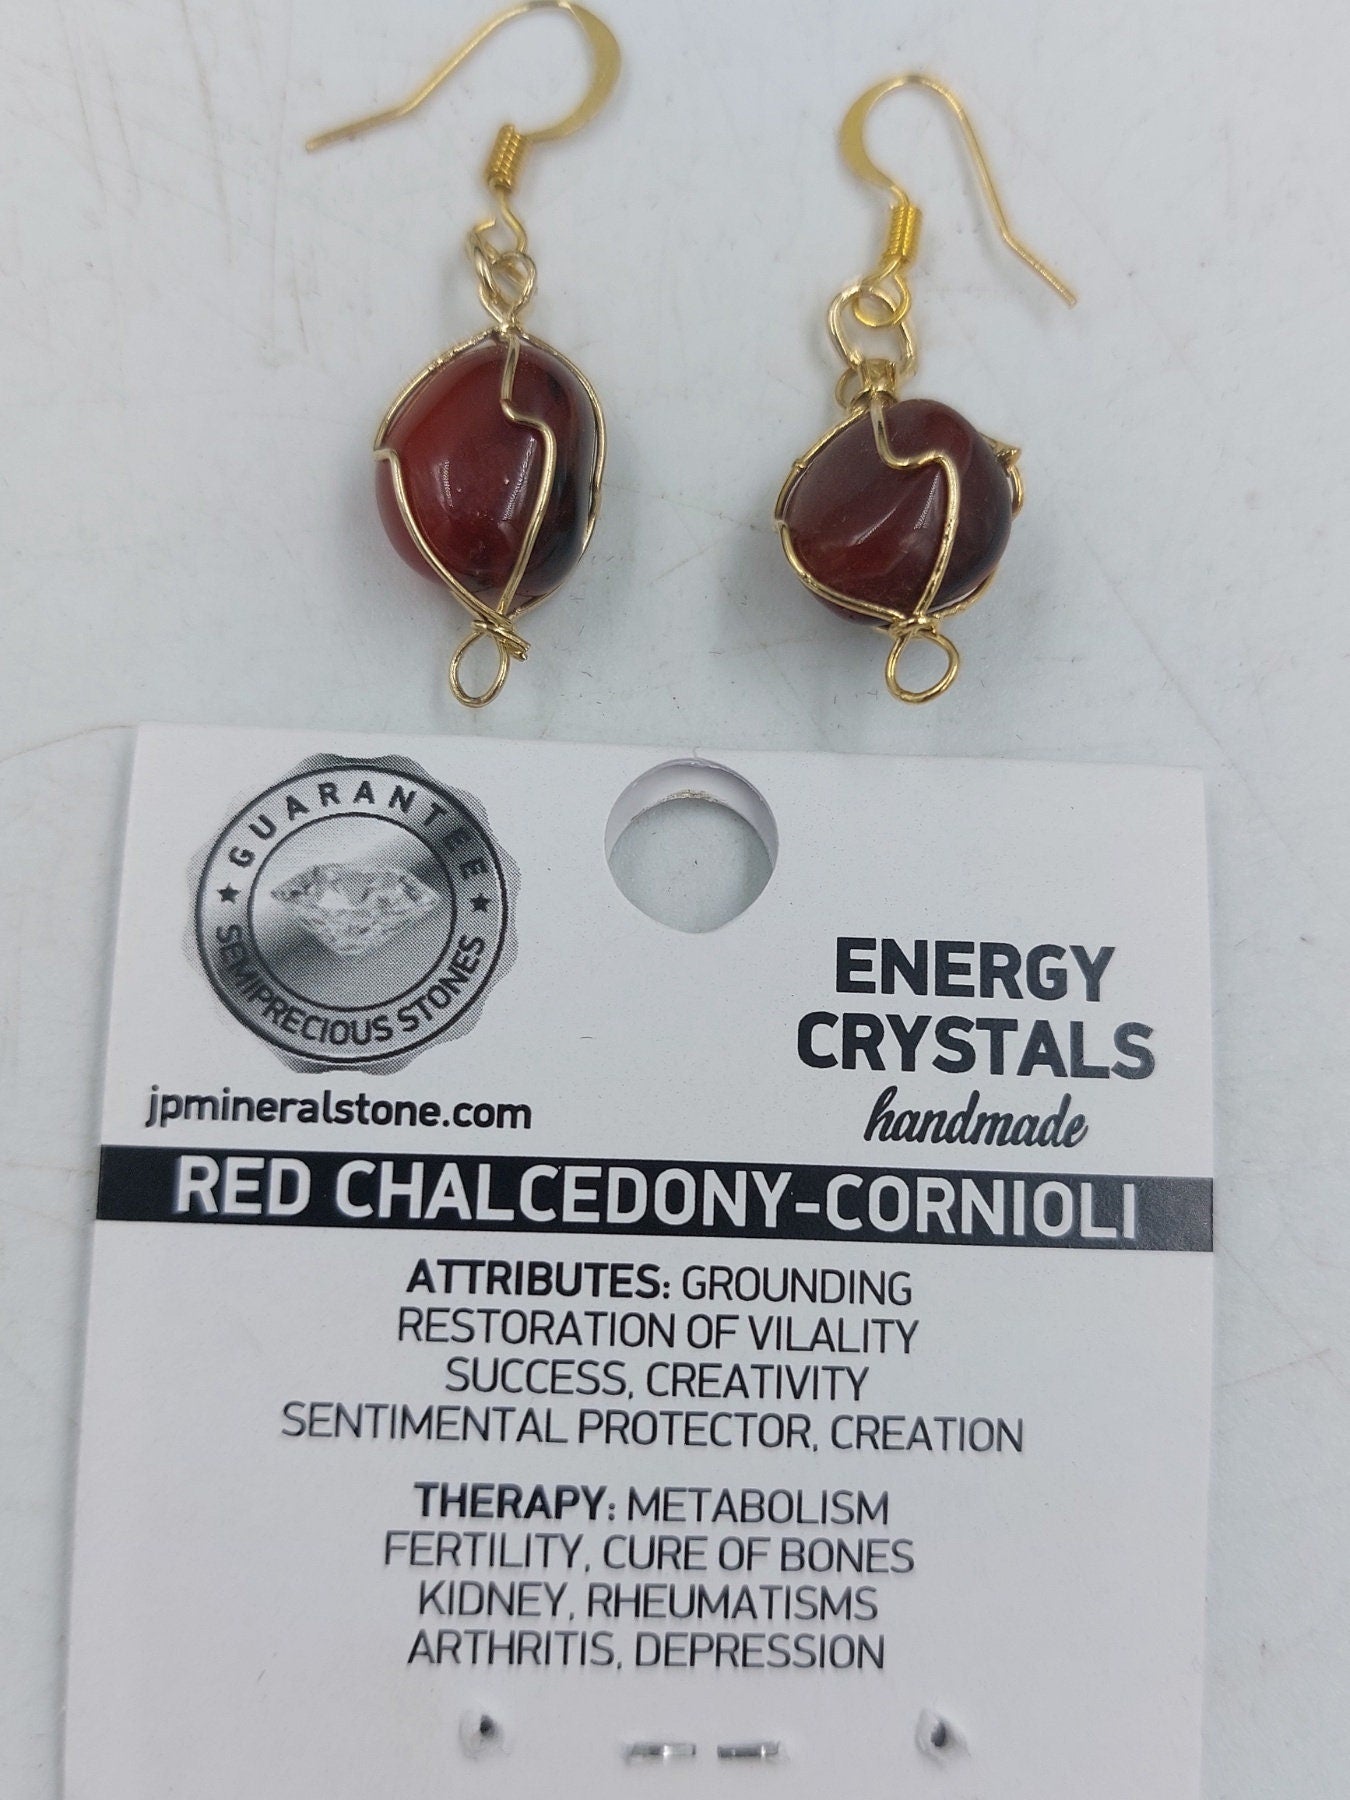 GUARANTEE
SEMIPRECIOUS STONES
jpmineralstone.com
ENERGY
CRYSTALS
handmade
RED CHALCEDONY-CORNIOLI
ATTRIBUTES: GROUNDING
RESTORATION OF VILALITY
SUCCESS, CREATIVITY
SENTIMENTAL PROTECTOR, CREATION
THERAPY: METABOLISM
FERTILITY, CURE OF BONES
KIDNEY, RHEUMATISMS
ARTHRITIS, DEPRESSION